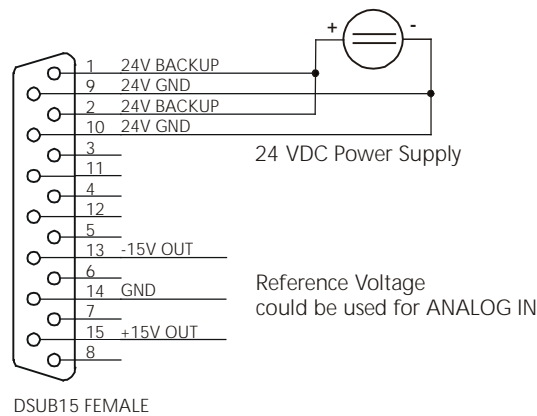 + -
1 24V BACKUP
9 24V GND
2 24V BACKUP
10 24V GND
3
24 VDC Power Supply
11
4
12
5
13 -15V OUT
6
Reference Voltage
14 GND
could be used for ANALOG IN
7
15 +15V OUT
8
DSUB15 FEMALE